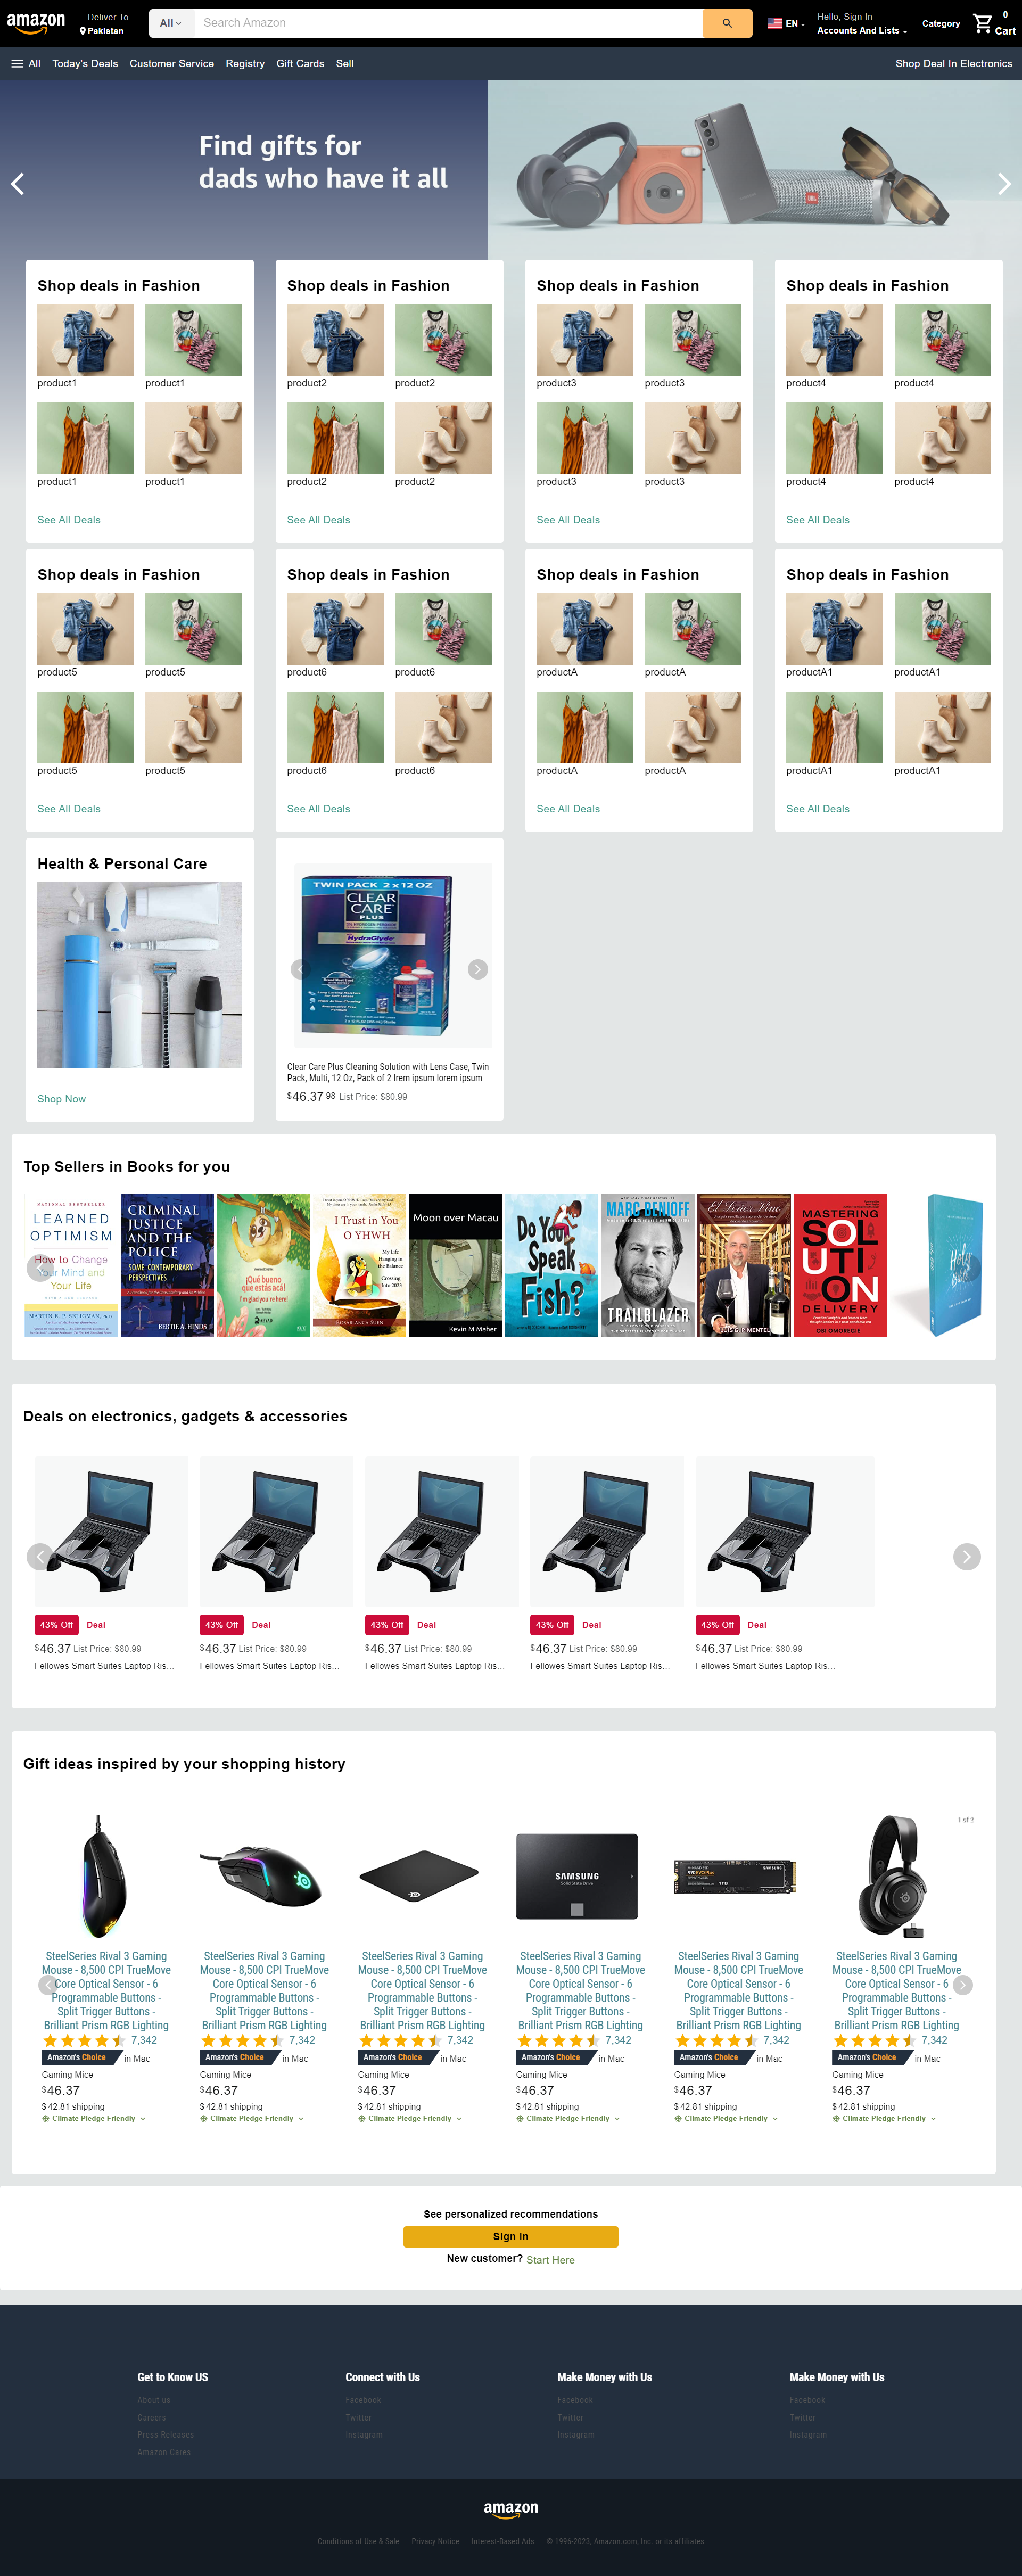 amazon
Deliver To
Pakistan
All
Search Amazon
EN
Hello, Sign In
Accounts And Lists
Category
0
Cart
All Today's Deals Customer Service Registry Gift Cards Sell
Shop Deal In Electronics
Find gifts for
dads who have it all
Shop deals in Fashion
product1 product1
product1 product1
See All Deals
Shop deals in Fashion
product2 product2
product2 product2
See All Deals
Shop deals in Fashion
product3 product3
product3 product3
See All Deals
Shop deals in Fashion
product4 product4
product4 product4
See All Deals
Shop deals in Fashion
product5 product5
product5 product5
See All Deals
Shop deals in Fashion
product6 product6
product6 product6
See All Deals
Shop deals in Fashion
productA productA
productA productA
See All Deals
Shop deals in Fashion
productA1 productA1
productA1 productA1
See All Deals
Health & Personal Care
Shop Now
TWIN PACK 2 x 12 OZ
CLEAR
CARE
PLUS
HydraGlyde
Alcon
Clear Care Plus Cleaning Solution with Lens Case, Twin
Pack, Multi, 12 Oz, Pack of 2 lrem ipsum lorem ipsum
$46.37 98 List Price: $80.99
Top Sellers in Books for you
NATIONAL BESTSELLER
LEARNED
OPTIMISM
How to Change
Your Mind and
Your Life
MARTIN E. P. SELIGMAN, Ph.D.
CRIMINAL
JUSTICE
AND THE
POLICE
SOME CONTEMPORARY
PERSPECTIVES
BERTIE A. HINDS
¡Qué bueno
que estás acá!
I'm glad you're here!
I Trust in You
O YHWH
My Life
Hanging in
the Balance
Crossing
Into 2023
ROSABLANCA SUEN
Moon over Macau
Kevin M Maher
Do You
Speak
Fish?
MARC BENIOFF
TRAILBLAZER
El Señor Vino
LUIS G. P. MENTEL
MASTERING
SOLUTION
DELIVERY
OBI OMOREGIE
Holy
Deals on electronics, gadgets & accessories
43% Off Deal
$46.37 List Price: $80.99
Fellowes Smart Suites Laptop Ris...
43% Off Deal
$46.37 List Price: $80.99
Fellowes Smart Suites Laptop Ris...
43% Off Deal
$46.37 List Price: $80.99
Fellowes Smart Suites Laptop Ris...
43% Off Deal
$46.37 List Price: $80.99
Fellowes Smart Suites Laptop Ris...
43% Off Deal
$46.37 List Price: $80.99
Fellowes Smart Suites Laptop Ris...
Gift ideas inspired by your shopping history
1 of 2
SAMSUNG
Solid State Drive
SAMSUNG
970 EVO Plus
1TB
SteelSeries Rival 3 Gaming
Mouse - 8,500 CPI TrueMove
Core Optical Sensor - 6
Programmable Buttons -
Split Trigger Buttons -
Brilliant Prism RGB Lighting
7,342
Amazon's Choice in Mac
Gaming Mice
$46.37
$ 42.81 shipping
Climate Pledge Friendly
SteelSeries Rival 3 Gaming
Mouse - 8,500 CPI TrueMove
Core Optical Sensor - 6
Programmable Buttons -
Split Trigger Buttons -
Brilliant Prism RGB Lighting
7,342
Amazon's Choice in Mac
Gaming Mice
$46.37
$ 42.81 shipping
Climate Pledge Friendly
SteelSeries Rival 3 Gaming
Mouse - 8,500 CPI TrueMove
Core Optical Sensor - 6
Programmable Buttons -
Split Trigger Buttons -
Brilliant Prism RGB Lighting
7,342
Amazon's Choice in Mac
Gaming Mice
$46.37
$ 42.81 shipping
Climate Pledge Friendly
SteelSeries Rival 3 Gaming
Mouse - 8,500 CPI TrueMove
Core Optical Sensor - 6
Programmable Buttons -
Split Trigger Buttons -
Brilliant Prism RGB Lighting
7,342
Amazon's Choice in Mac
Gaming Mice
$46.37
$ 42.81 shipping
Climate Pledge Friendly
SteelSeries Rival 3 Gaming
Mouse - 8,500 CPI TrueMove
Core Optical Sensor - 6
Programmable Buttons -
Split Trigger Buttons -
Brilliant Prism RGB Lighting
7,342
Amazon's Choice in Mac
Gaming Mice
$46.37
$ 42.81 shipping
Climate Pledge Friendly
SteelSeries Rival 3 Gaming
Mouse - 8,500 CPI TrueMove
Core Optical Sensor - 6
Programmable Buttons -
Split Trigger Buttons -
Brilliant Prism RGB Lighting
7,342
Amazon's Choice in Mac
Gaming Mice
$46.37
$ 42.81 shipping
Climate Pledge Friendly
See personalized recommendations
Sign In
New customer? Start Here
Get to Know US
About us
Careers
Press Releases
Amazon Cares
Connect with Us
Facebook
Twitter
Instagram
Make Money with Us
Facebook
Twitter
Instagram
Make Money with Us
Facebook
Twitter
Instagram
amazon
Conditions of Use & Sale Privacy Notice Interest-Based Ads © 1996-2023, Amazon.com, Inc. or its affiliates